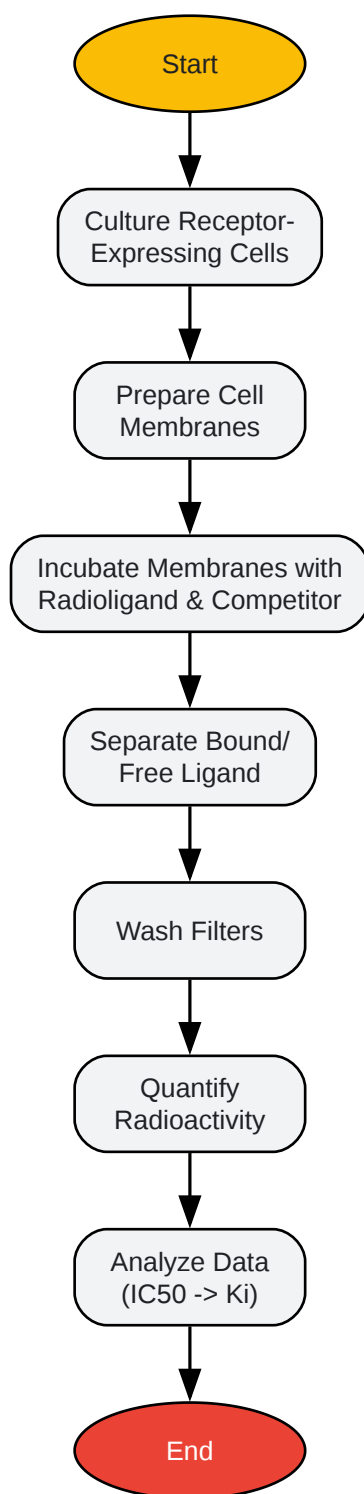 Start
Culture Receptor-
Expressing Cells
Prepare Cell
Membranes
Incubate Membranes with
Radioligand & Competitor
Separate Bound/
Free Ligand
Wash Filters
Quantify
Radioactivity
Analyze Data
(IC50 -> Ki)
End